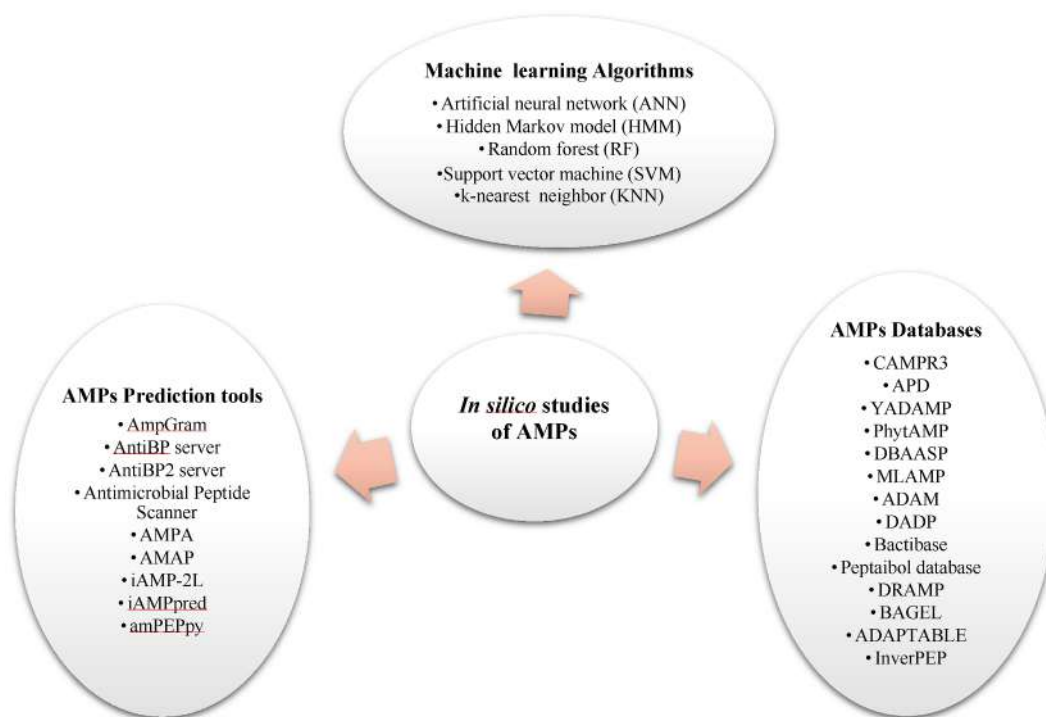 Machine learning Algorithms
• Artificial neural network (ANN)
• Hidden Markov model (HMM)
• Random forest (RF)
•Support vector machine (SVM)
• k-nearest neighbor (KNN)
In silico studies
of AMPs
AMPs Prediction tools
• AmpGram
• AntiBP server
• AntiBP2 server
• Antimicrobial Peptide
Scanner
• AMPA
• AMAP
• iAMP-2L
• iAMPpred
• amPEPpy
AMPs Databases
• CAMPR3
• APD
• YADAMP
• PhytAMP
• DBAASP
• MLAMP
• ADAM
• DADP
• Bactibase
• Peptaibol database
• DRAMP
• BAGEL
• ADAPTABLE
• InverPEP